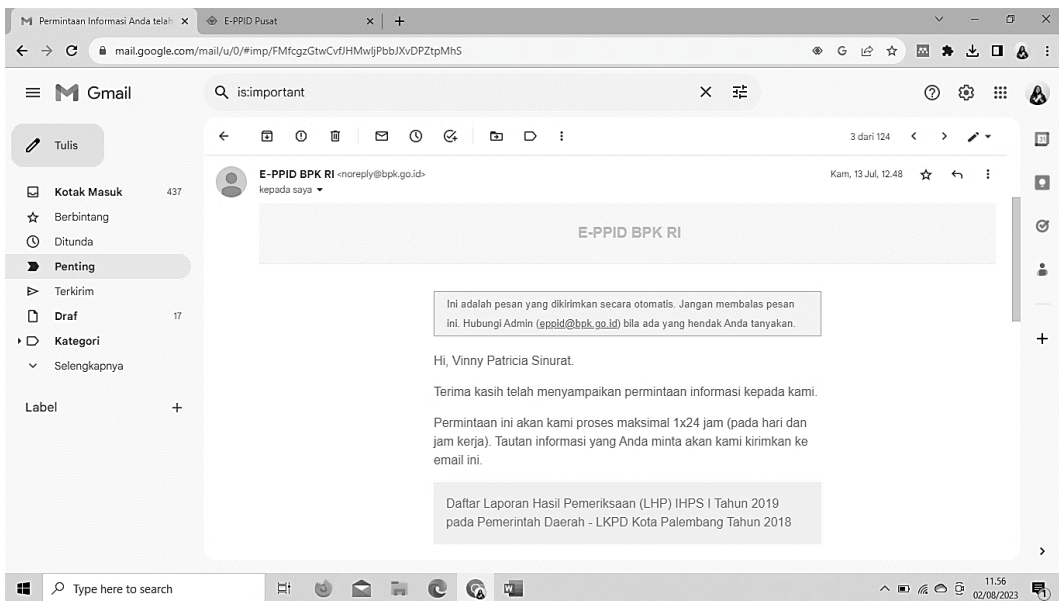 Permintaan Informasi Anda telah
E-PPID Pusat
mail.google.com/mail/u/0/#imp/FMfcgzGtwCvfJHMwljPbbJXvDPZtpMhS
Gmail
is:important
Tulis
3 dari 124
Kotak Masuk 437
Berbintang
Ditunda
Penting
Terkirim
Draf 17
Kategori
Selengkapnya
Label
E-PPID BPK RI <noreply@bpk.go.id>
Kam, 13 Jul, 12.48
kepada saya
E-PPID BPK RI
Ini adalah pesan yang dikirimkan secara otomatis. Jangan membalas pesan
ini. Hubungi Admin (eppid@bpk.go.id) bila ada yang hendak Anda tanyakan.
Hi, Vinny Patricia Sinurat.
Terima kasih telah menyampaikan permintaan informasi kepada kami.
Permintaan ini akan kami proses maksimal 1x24 jam (pada hari dan
jam kerja). Tautan informasi yang Anda minta akan kami kirimkan ke
email ini.
Daftar Laporan Hasil Pemeriksaan (LHP) IHPS I Tahun 2019
pada Pemerintah Daerah - LKPD Kota Palembang Tahun 2018
Type here to search
11.56
02/08/2023